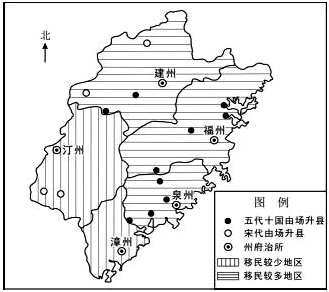 北
建州
福州
汀州
泉州
漳州
图例
五代十国由场升县
宋代由场升县
州府治所
移民较少地区
移民较多地区